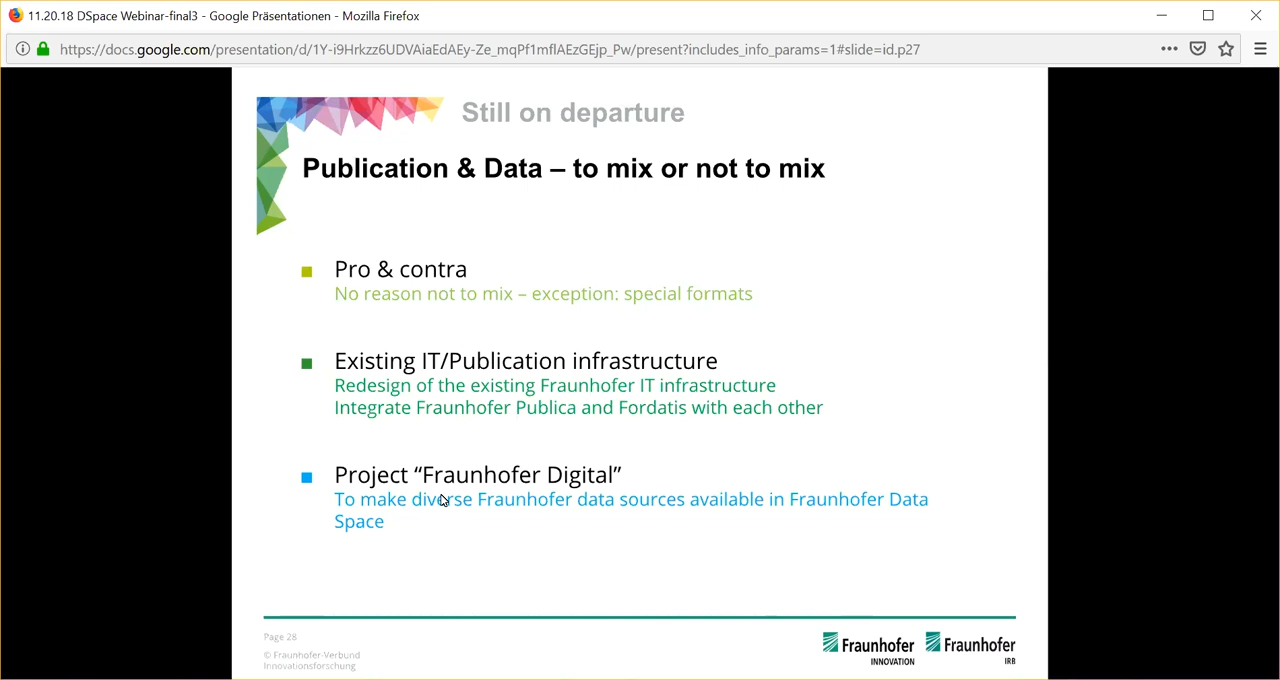 11.20.18 DSpace Webinar-final3 - Google Präsentationen - Mozilla Firefox
https://docs.google.com/presentation/d/1Y-i9Hrkzz6UDVAiaEdAEy-Ze_mqPf1mflAEzGEjp_Pw/present?includes_info_params=1#slide=id.p27
Still on departure
Publication & Data – to mix or not to mix
Pro & contra
No reason not to mix – exception: special formats
Existing IT/Publication infrastructure
Redesign of the existing Fraunhofer IT infrastructure
Integrate Fraunhofer Publica and Fordatis with each other
Project “Fraunhofer Digital”
To make diverse Fraunhofer data sources available in Fraunhofer Data
Space
Page 28
© Fraunhofer-Verbund
Innovationsforschung
Fraunhofer
INNOVATION
Fraunhofer
IRB